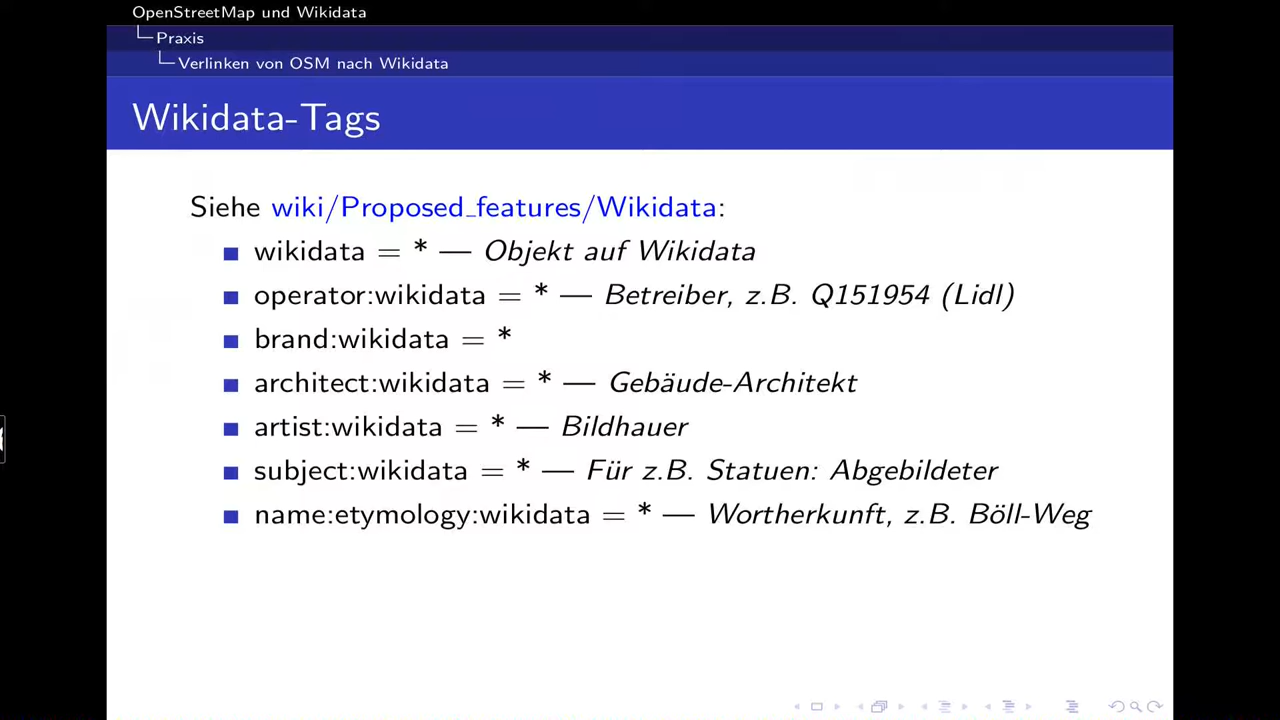 OpenStreetMap und Wikidata
Praxis
Verlinken von OSM nach Wikidata
Wikidata-Tags
Siehe wiki/Proposed_features/Wikidata:
wikidata = * — Objekt auf Wikidata
operator:wikidata = * — Betreiber, z.B. Q151954 (Lidl)
brand:wikidata = *
architect:wikidata = * — Gebäude-Architekt
artist:wikidata = * — Bildhauer
subject:wikidata = * — Für z.B. Statuen: Abgebildeter
name:etymology:wikidata = * — Wortherkunft, z.B. Böll-Weg